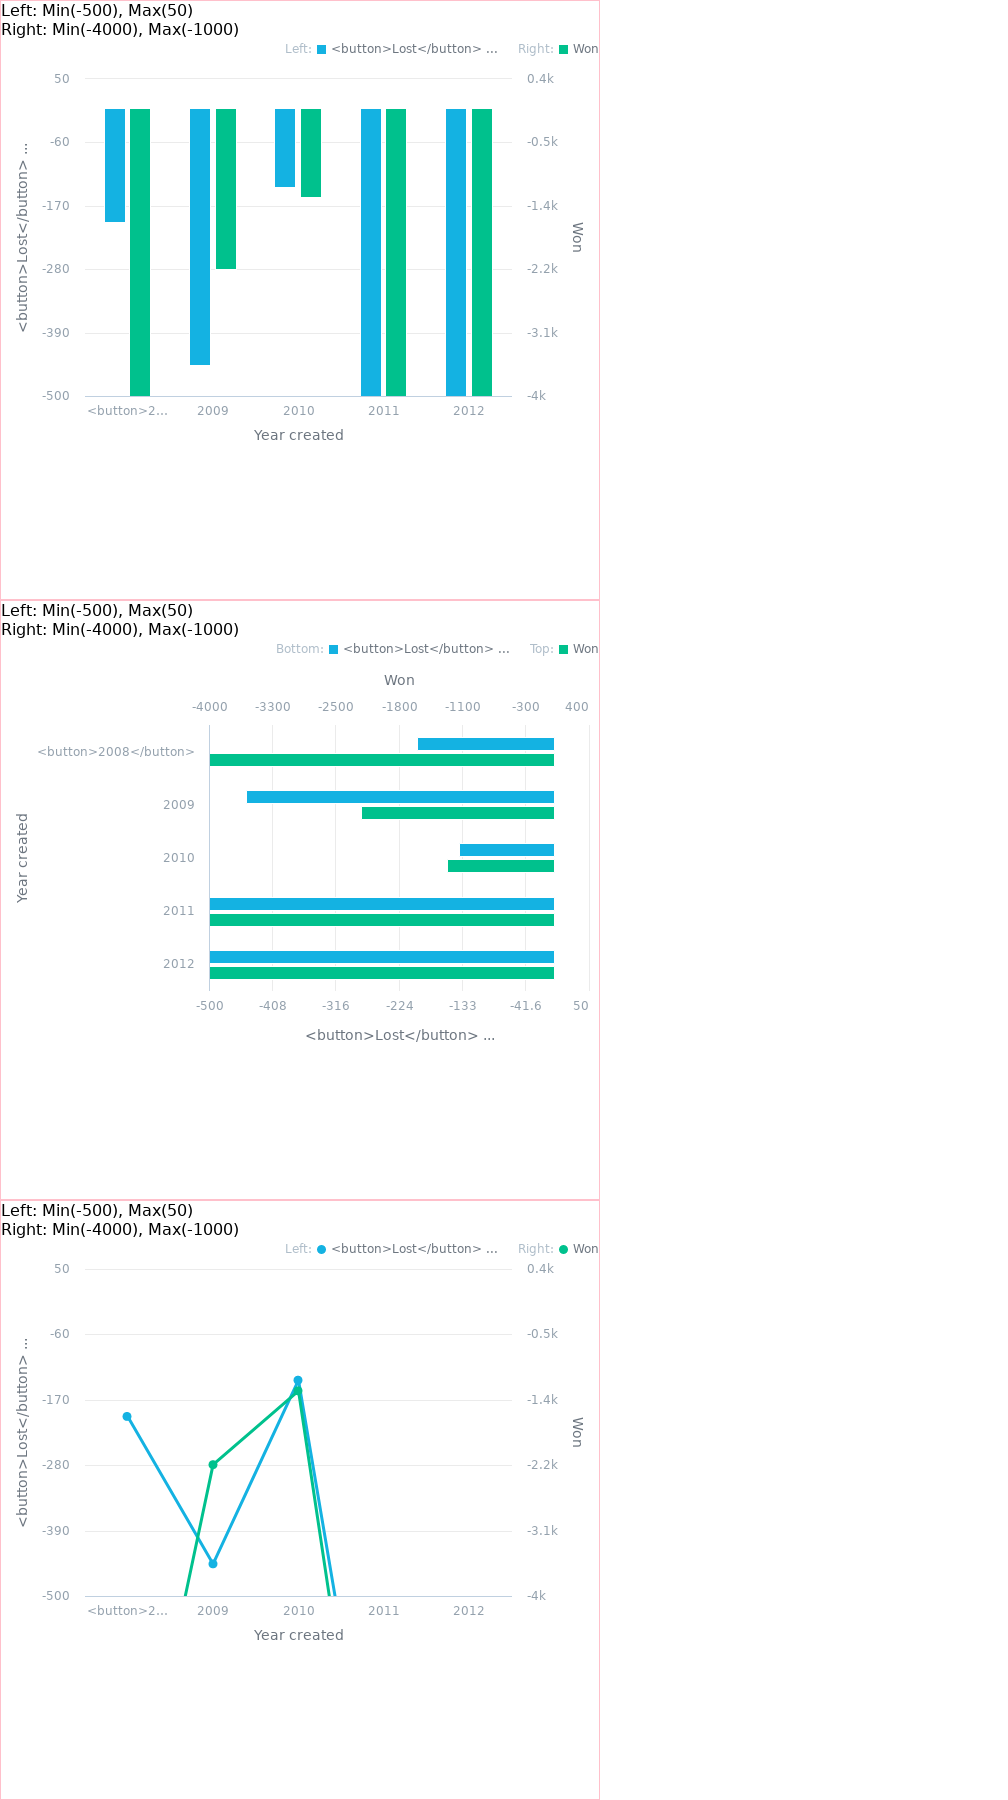 Left: Min(-500), Max(50)
Right: Min(-4000), Max(-1000)
Left: <button>Lost</button> ... Right: Won
50 0.4k
-60 -0.5k
-170 -1.4k
-280 -2.2k
-390 -3.1k
-500 -4k
<button>Lost</button> ...
Won
<button>2... 2009 2010 2011 2012
Year created
Left: Min(-500), Max(50)
Right: Min(-4000), Max(-1000)
Bottom: <button>Lost</button> ... Top: Won
Won
-4000 -3300 -2500 -1800 -1100 -300 400
<button>2008</button>
2009
2010
2011
2012
Year created
-500 -408 -316 -224 -133 -41.6 50
<button>Lost</button> ...
Left: Min(-500), Max(50)
Right: Min(-4000), Max(-1000)
Left: <button>Lost</button> ... Right: Won
50 0.4k
-60 -0.5k
-170 -1.4k
-280 -2.2k
-390 -3.1k
-500 -4k
<button>Lost</button> ...
Won
<button>2... 2009 2010 2011 2012
Year created